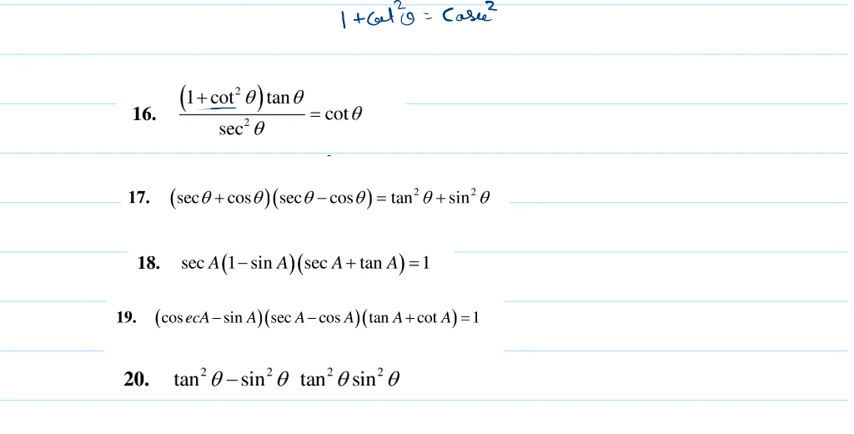 1 + cot²θ = cosec²
16. (1+cot² θ) tan θ / sec² θ = cot θ
17. (sec θ + cos θ)(sec θ − cos θ) = tan² θ + sin² θ
18. sec A(1− sin A)(sec A + tan A) = 1
19. (cos ecA − sin A)(sec A − cos A)(tan A + cot A) = 1
20. tan² θ − sin² θ tan² θ sin² θ